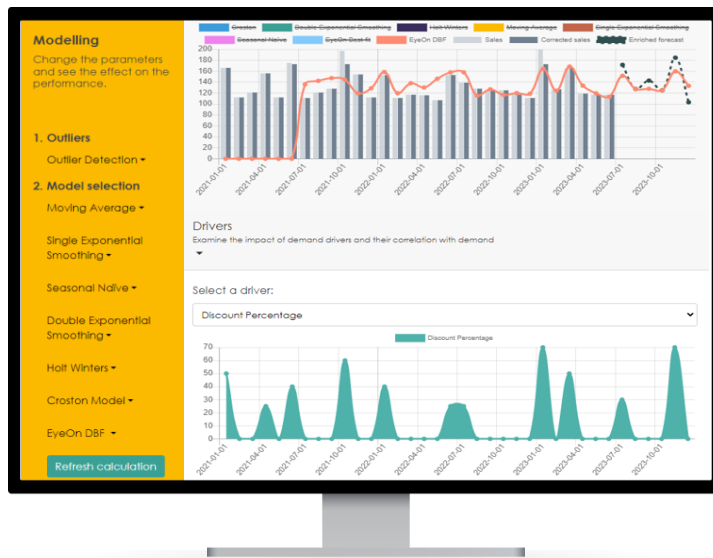 Modelling
Change the parameters
and see the effect on the
performance.
1. Outliers
Outlier Detection
2. Model selection
Moving Average
Single Exponential
Smoothing
Seasonal Naïve
Double Exponential
Smoothing
Holt Winters
Croston Model
EyeOn DBF
Refresh calculation
Croston Double Exponential Smoothing Holt Winters Moving Average Single Exponential Smoothing
Seasonal Naïve EyeOn Best fit EyeOn DBF Sales Corrected sales Enriched forecast
200
180
160
140
120
100
80
60
40
20
0
2021-01-01 2021-04-01 2021-07-01 2021-10-01 2022-01-01 2022-04-01 2022-07-01 2022-10-01 2023-01-01 2023-04-01 2023-07-01 2023-10-01
Drivers
Examine the impact of demand drivers and their correlation with demand
Select a driver:
Discount Percentage
Discount Percentage
70
60
50
40
30
20
10
0
2021-01-01 2021-04-01 2021-07-01 2021-10-01 2022-01-01 2022-04-01 2022-07-01 2022-10-01 2023-01-01 2023-04-01 2023-07-01 2023-10-01